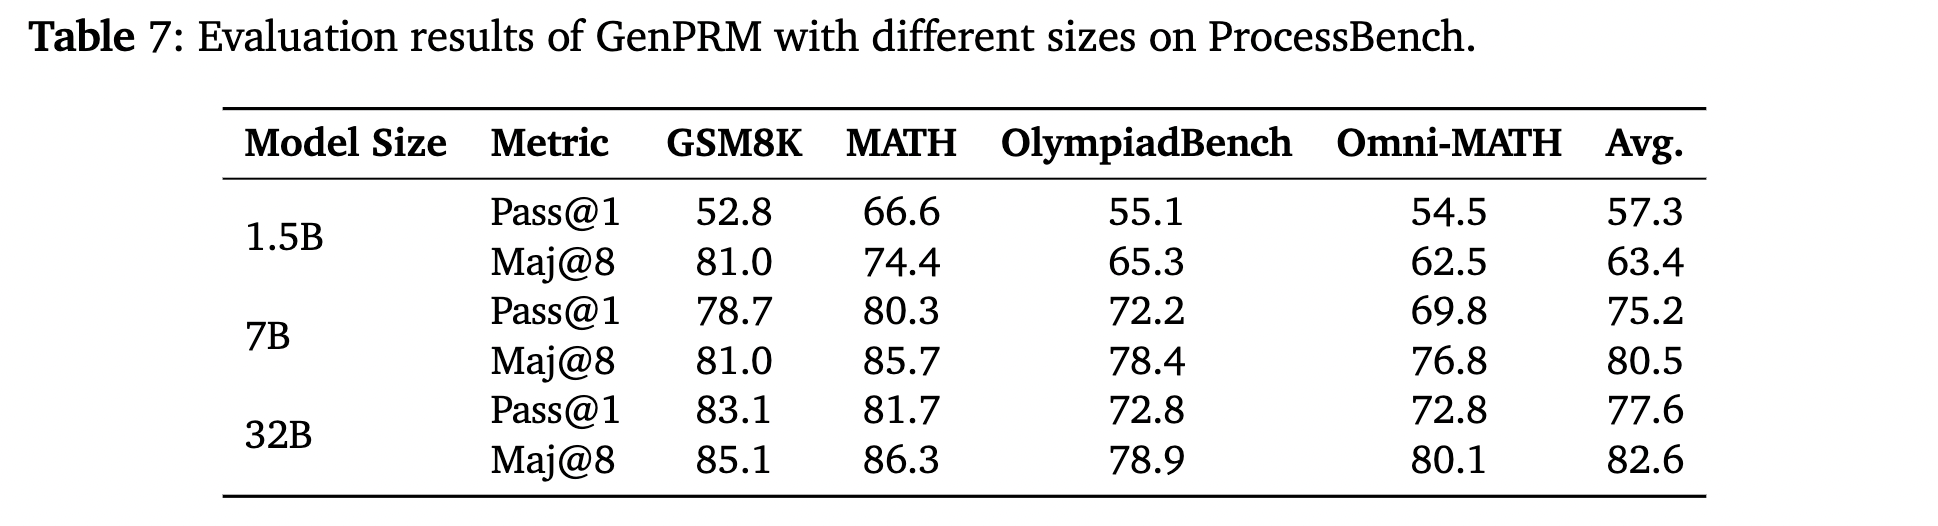 Table 7: Evaluation results of GenPRM with different sizes on ProcessBench.
Model Size Metric GSM8K MATH OlympiadBench Omni-MATH Avg.
1.5B Pass@1 52.8 66.6 55.1 54.5 57.3
Maj@8 81.0 74.4 65.3 62.5 63.4
7B Pass@1 78.7 80.3 72.2 69.8 75.2
Maj@8 81.0 85.7 78.4 76.8 80.5
32B Pass@1 83.1 81.7 72.8 72.8 77.6
Maj@8 85.1 86.3 78.9 80.1 82.6